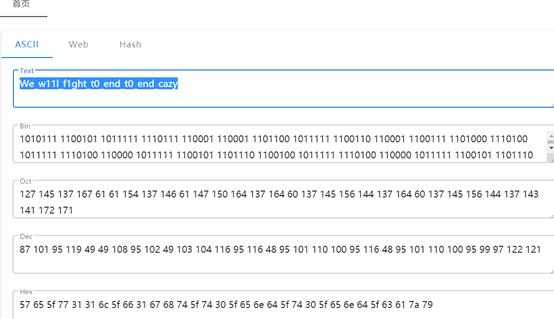 首页
ASCII Web Hash
Text
We w11l f1ght t0 end t0 end cazy
Bin
1010111 1100101 1011111 1110111 110001 110001 1101100 1011111 1100110 110001 1100111 1101000 1110100
1011111 1110100 110000 1011111 1100101 1101110 1100100 1011111 1110100 110000 1011111 1100101 1101110
Oct
127 145 137 167 61 61 154 137 146 61 147 150 164 137 164 60 137 145 156 144 137 164 60 137 145 156 144 137 143
141 172 171
Dec
87 101 95 119 49 49 108 95 102 49 103 104 116 95 116 48 95 101 110 100 95 116 48 95 101 110 100 95 99 97 122 121
Hex
57 65 5f 77 31 31 6c 5f 66 31 67 68 74 5f 74 30 5f 65 6e 64 5f 74 30 5f 65 6e 64 5f 63 61 7a 79